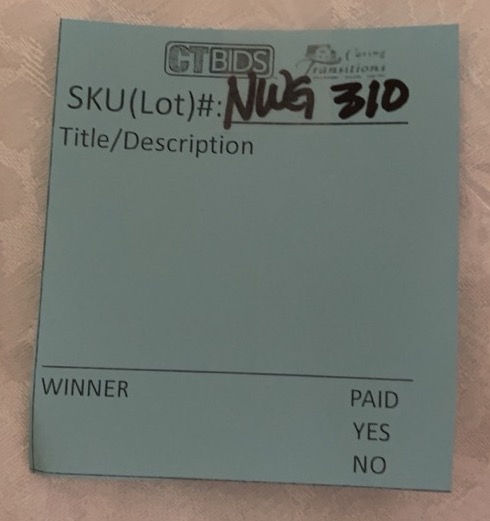 CTBIDS Caring Transitions
SKU(Lot)#: NWG 310
Title/Description
WINNER PAID
YES
NO